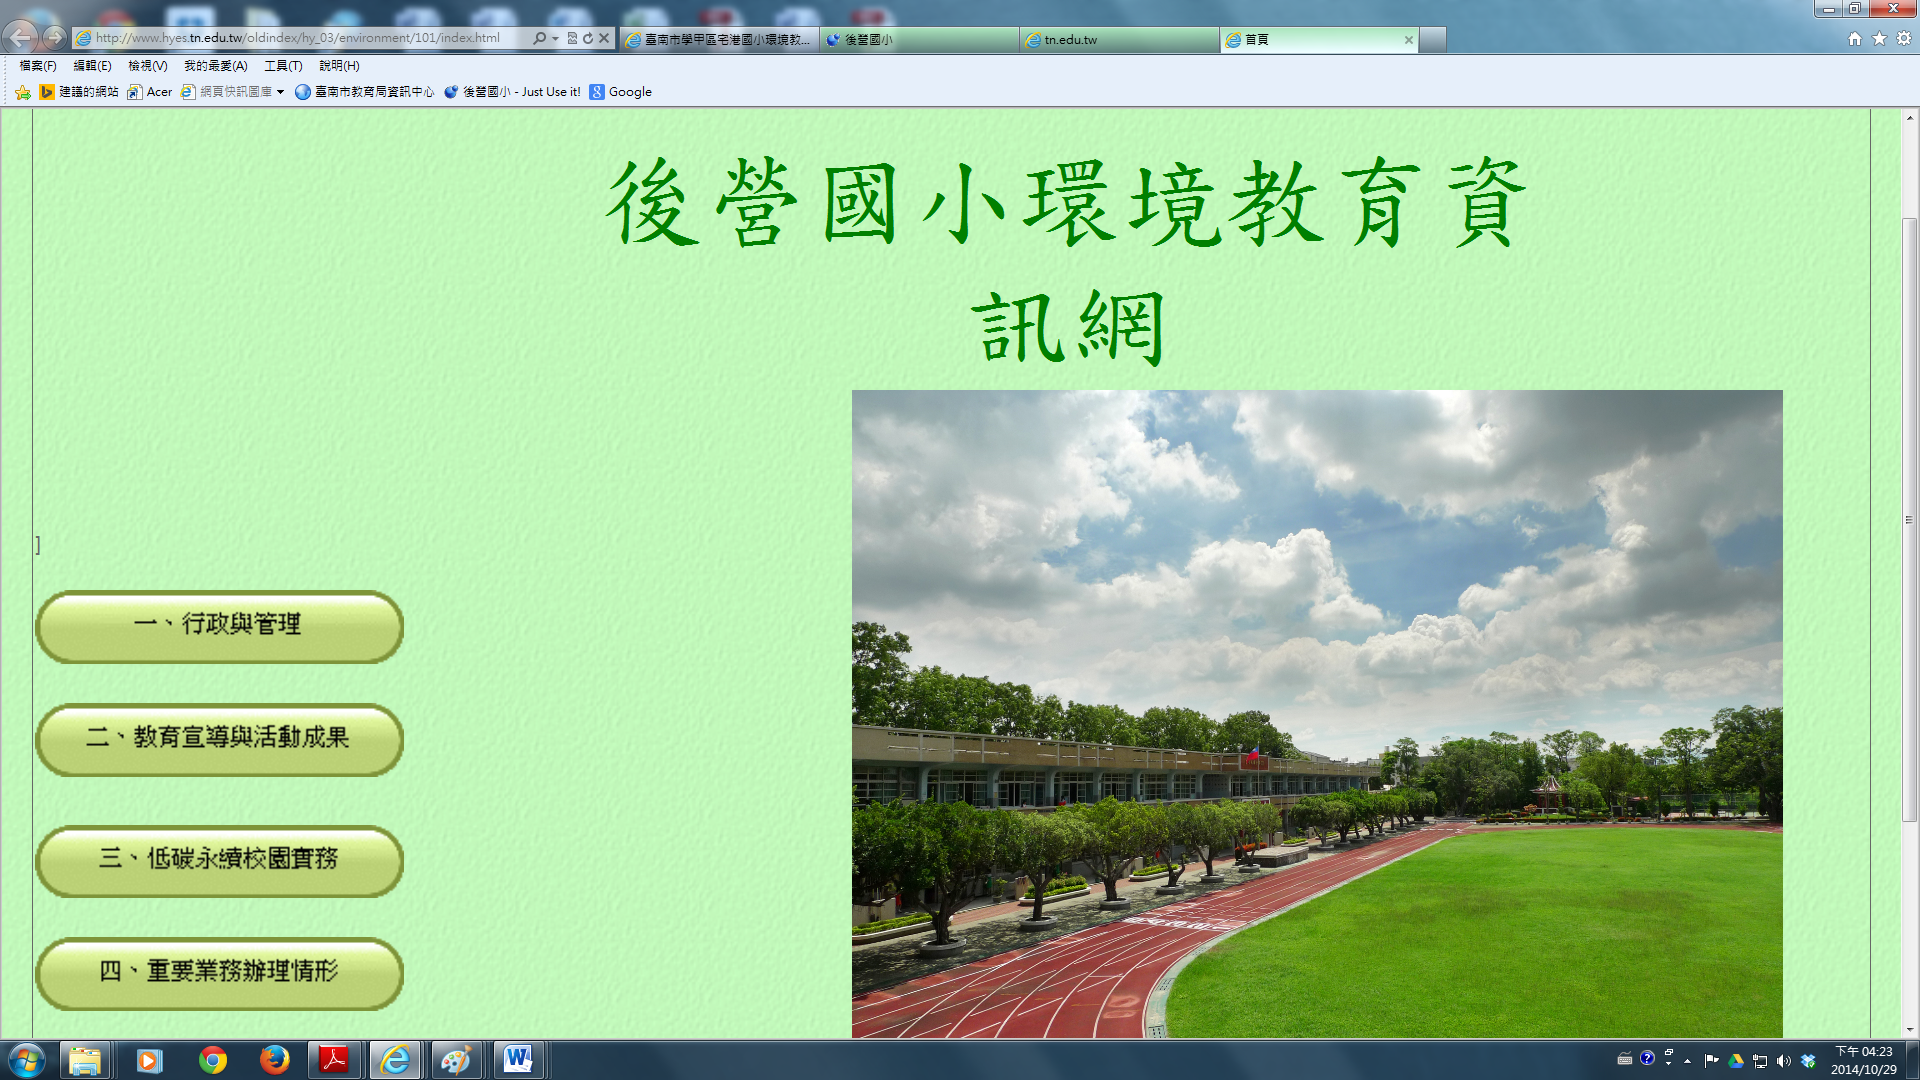 http://www.hyes.tn.edu.tw/oldindex/hy_03/environment/101/index.html
臺南市學甲區宅港國小環境教...
後營國小
tn.edu.tw
首頁
檔案(F) 編輯(E) 檢視(V) 我的最愛(A) 工具(T) 說明(H)
建議的網站 Acer 網頁快訊圖庫 臺南市教育局資訊中心 後營國小 - Just Use it! Google
後營國小環境教育資
訊網
]
一、行政與管理
二、教育宣導與活動成果
三、低碳永續校園實務
四、重要業務辦理情形
下午 04:23
2014/10/29